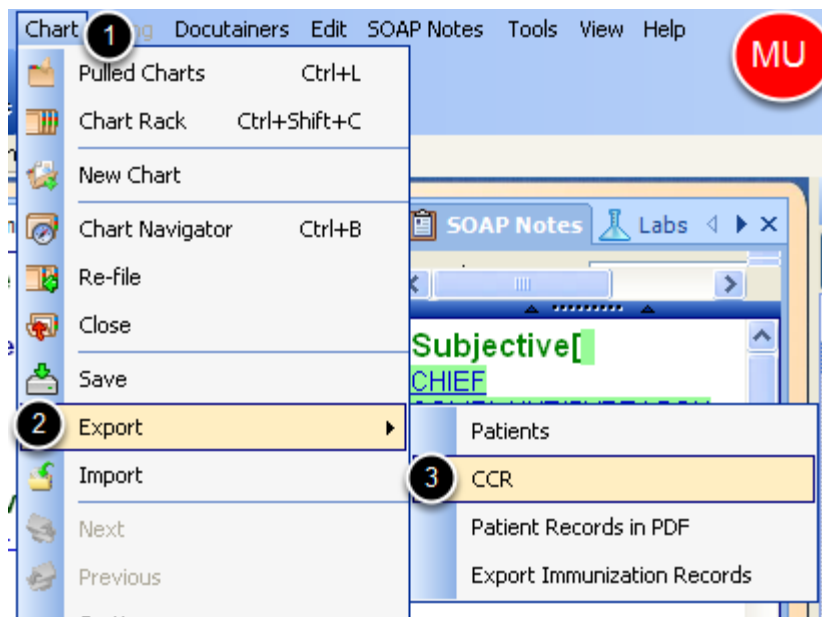 Chart 1 Docutainers Edit SOAP Notes Tools View Help
MU
Pulled Charts Ctrl+L
Chart Rack Ctrl+Shift+C
New Chart
Chart Navigator Ctrl+B
SOAP Notes Labs
Re-file
Close
Subjective[
Save
CHIEF
2 Export
Patients
Import
3 CCR
Next
Patient Records in PDF
Previous
Export Immunization Records